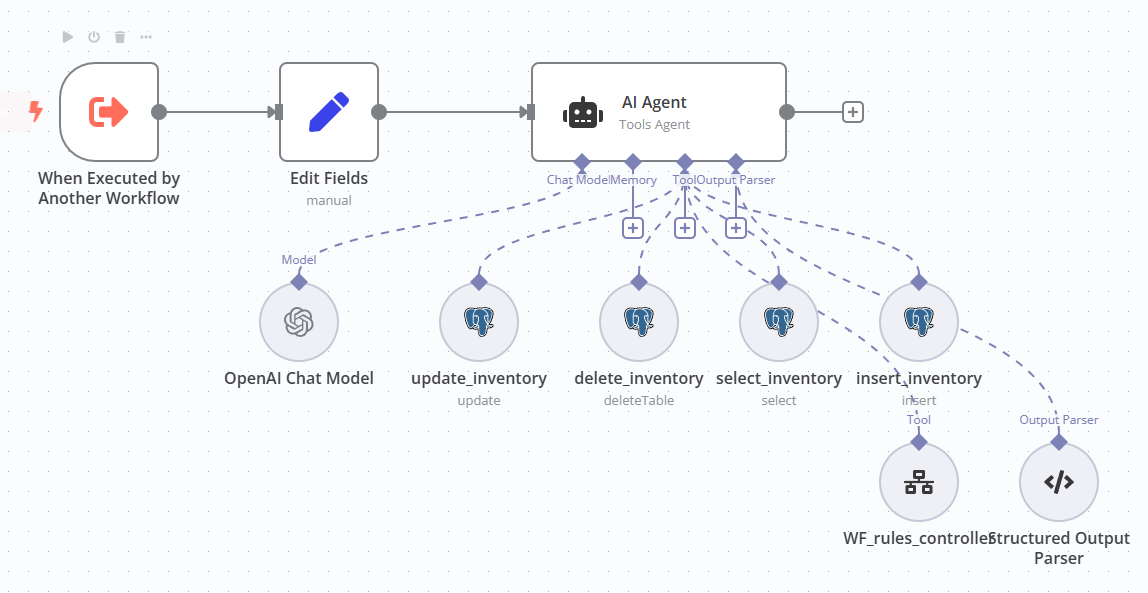 AI Agent
Tools Agent
When Executed by
Another Workflow
Edit Fields
manual
Chat Model
Memory
Tool
Output Parser
Model
OpenAI Chat Model
update_inventory
update
delete_inventory
deleteTable
select_inventory
select
insert_inventory
insert
Tool
Output Parser
WF_rules_controller
Structured Output
Parser